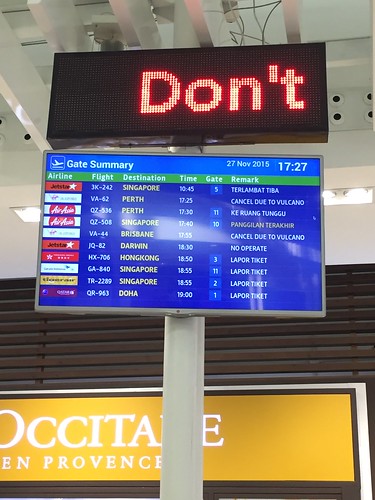 Don't
Gate Summary 27 Nov 2015 17:27
Airline Flight Destination Time Gate Remark
Jetstar 3K-242 SINGAPORE 10:45 5 TERLAMBAT TIBA
VA-62 PERTH 17:25 CANCEL DUE TO VULCANO
AirAsia QZ-536 PERTH 17:30 11 KE RUANG TUNGGU
AirAsia QZ-508 SINGAPORE 17:40 10 PANGGILAN TERAKHIR
VA-44 BRISBANE 17:55 CANCEL DUE TO VULCANO
Jetstar JQ-82 DARWIN 18:30 NO OPERATE
HX-706 HONGKONG 18:50 3 LAPOR TIKET
GA-840 SINGAPORE 18:55 11 LAPOR TIKET
TR-2289 SINGAPORE 18:55 2 LAPOR TIKET
QR-963 DOHA 19:00 1 LAPOR TIKET
OCCITANE
EN PROVENCE